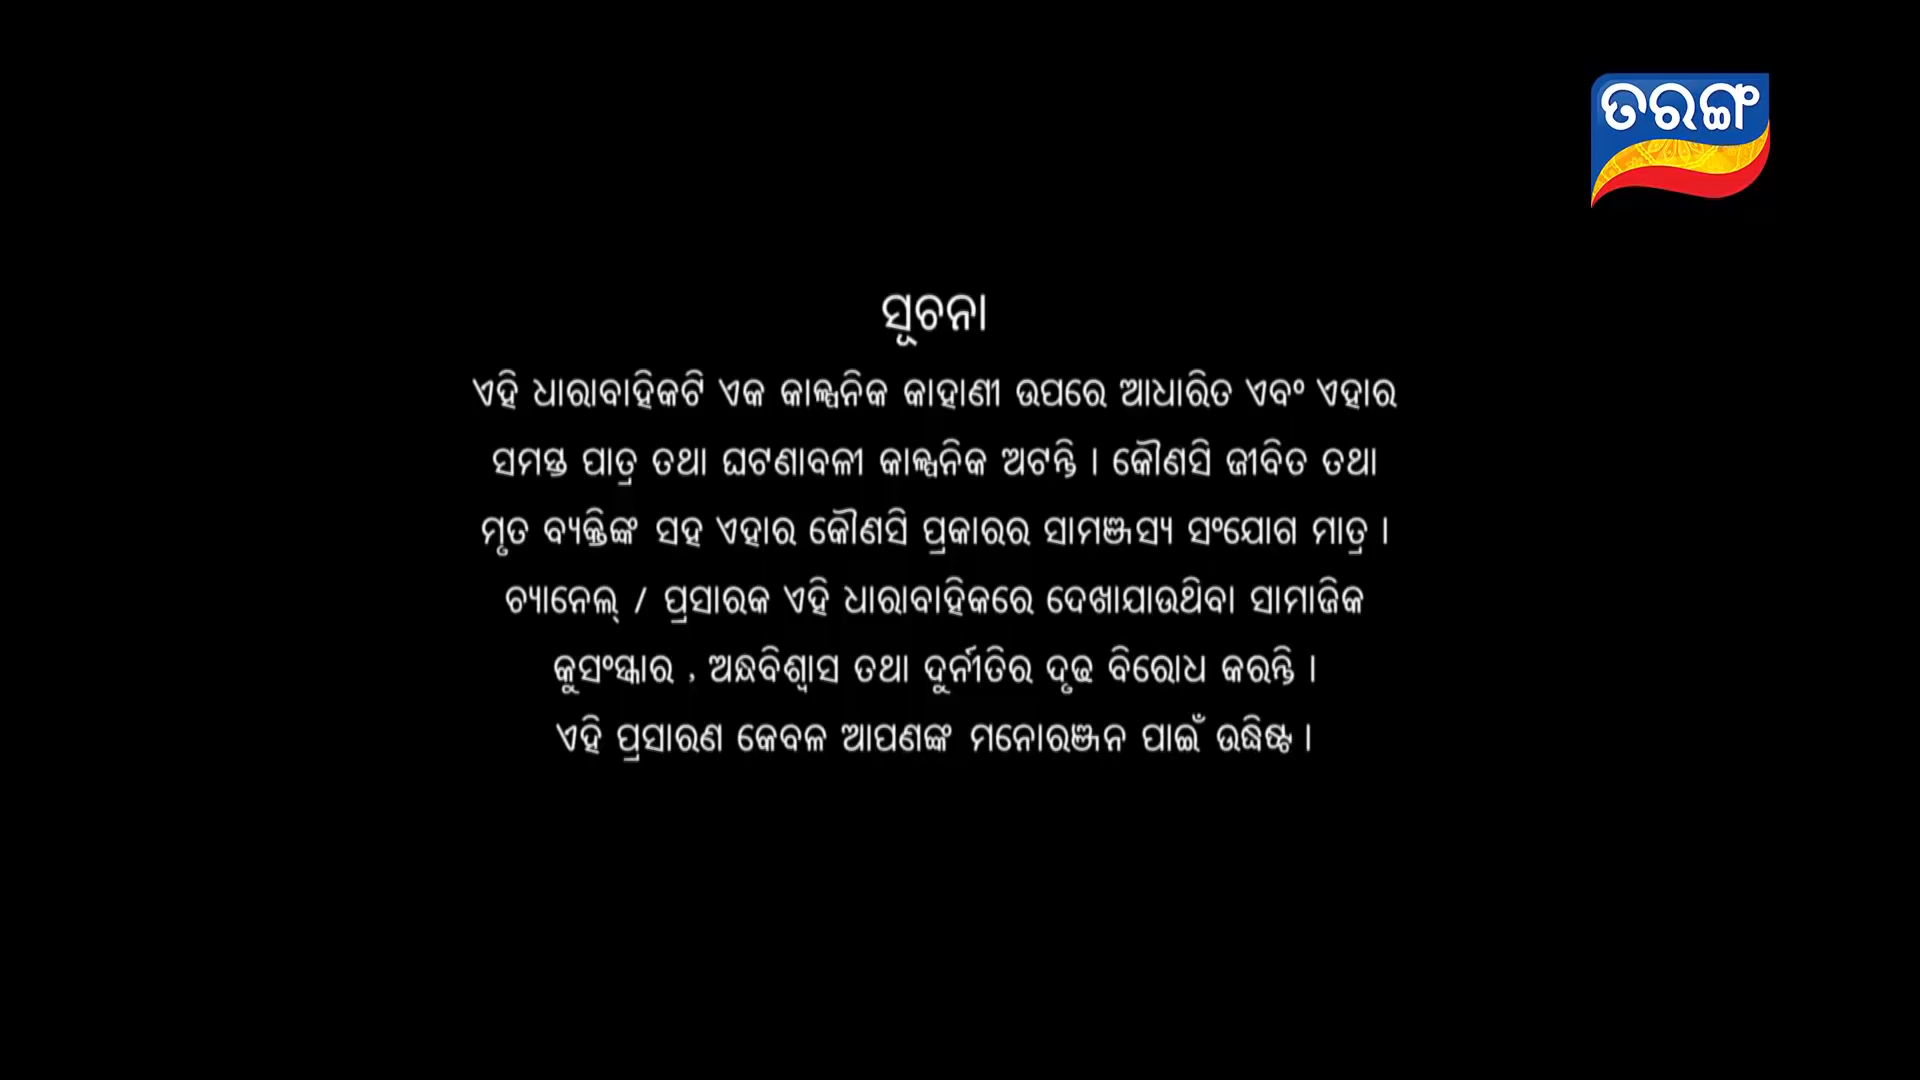 ତରଙ୍ଗ
ସୂଚନା
ଏହି ଧାରାବାହିକଟି ଏକ କାଳ୍ପନିକ କାହାଣୀ ଉପରେ ଆଧାରିତ ଏବଂ ଏହାର
ସମସ୍ତ ପାତ୍ର ତଥା ଘଟଣାବଳୀ କାଳ୍ପନିକ ଅଟନ୍ତି । କୌଣସି ଜୀବିତ ତଥା
ମୃତ ବ୍ୟକ୍ତିଙ୍କ ସହ ଏହାର କୌଣସି ପ୍ରକାରର ସାମଞ୍ଜସ୍ୟ ସଂଯୋଗ ମାତ୍ର ।
ଚ୍ୟାନେଲ୍ / ପ୍ରସାରକ ଏହି ଧାରାବାହିକରେ ଦେଖାଯାଉଥିବା ସାମାଜିକ
କୁସଂସ୍କାର , ଅନ୍ଧବିଶ୍ୱାସ ତଥା ଦୁର୍ନୀତିର ଦୃଢ ବିରୋଧ କରନ୍ତି ।
ଏହି ପ୍ରସାରଣ କେବଳ ଆପଣଙ୍କ ମନୋରଞ୍ଜନ ପାଇଁ ଉଦ୍ଧିଷ୍ଟ ।